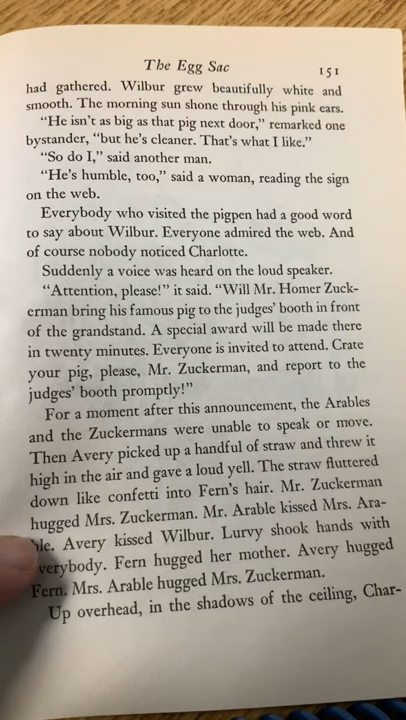 The Egg Sac 151
had gathered. Wilbur grew beautifully white and
smooth. The morning sun shone through his pink ears.
"He isn't as big as that pig next door," remarked one
bystander, "but he's cleaner. That's what I like."
"So do I," said another man.
"He's humble, too," said a woman, reading the sign
on the web.
Everybody who visited the pigpen had a good word
to say about Wilbur. Everyone admired the web. And
of course nobody noticed Charlotte.
Suddenly a voice was heard on the loud speaker.
"Attention, please!" it said. "Will Mr. Homer Zuck-
erman bring his famous pig to the judges' booth in front
of the grandstand. A special award will be made there
in twenty minutes. Everyone is invited to attend. Crate
your pig, please, Mr. Zuckerman, and report to the
judges' booth promptly!"
For a moment after this announcement, the Arables
and the Zuckermans were unable to speak or move.
Then Avery picked up a handful of straw and threw it
high in the air and gave a loud yell. The straw fluttered
down like confetti into Fern's hair. Mr. Zuckerman
hugged Mrs. Zuckerman. Mr. Arable kissed Mrs. Ara-
ble. Avery kissed Wilbur. Lurvy shook hands with
verybody. Fern hugged her mother. Avery hugged
Fern. Mrs. Arable hugged Mrs. Zuckerman.
Up overhead, in the shadows of the ceiling, Char-